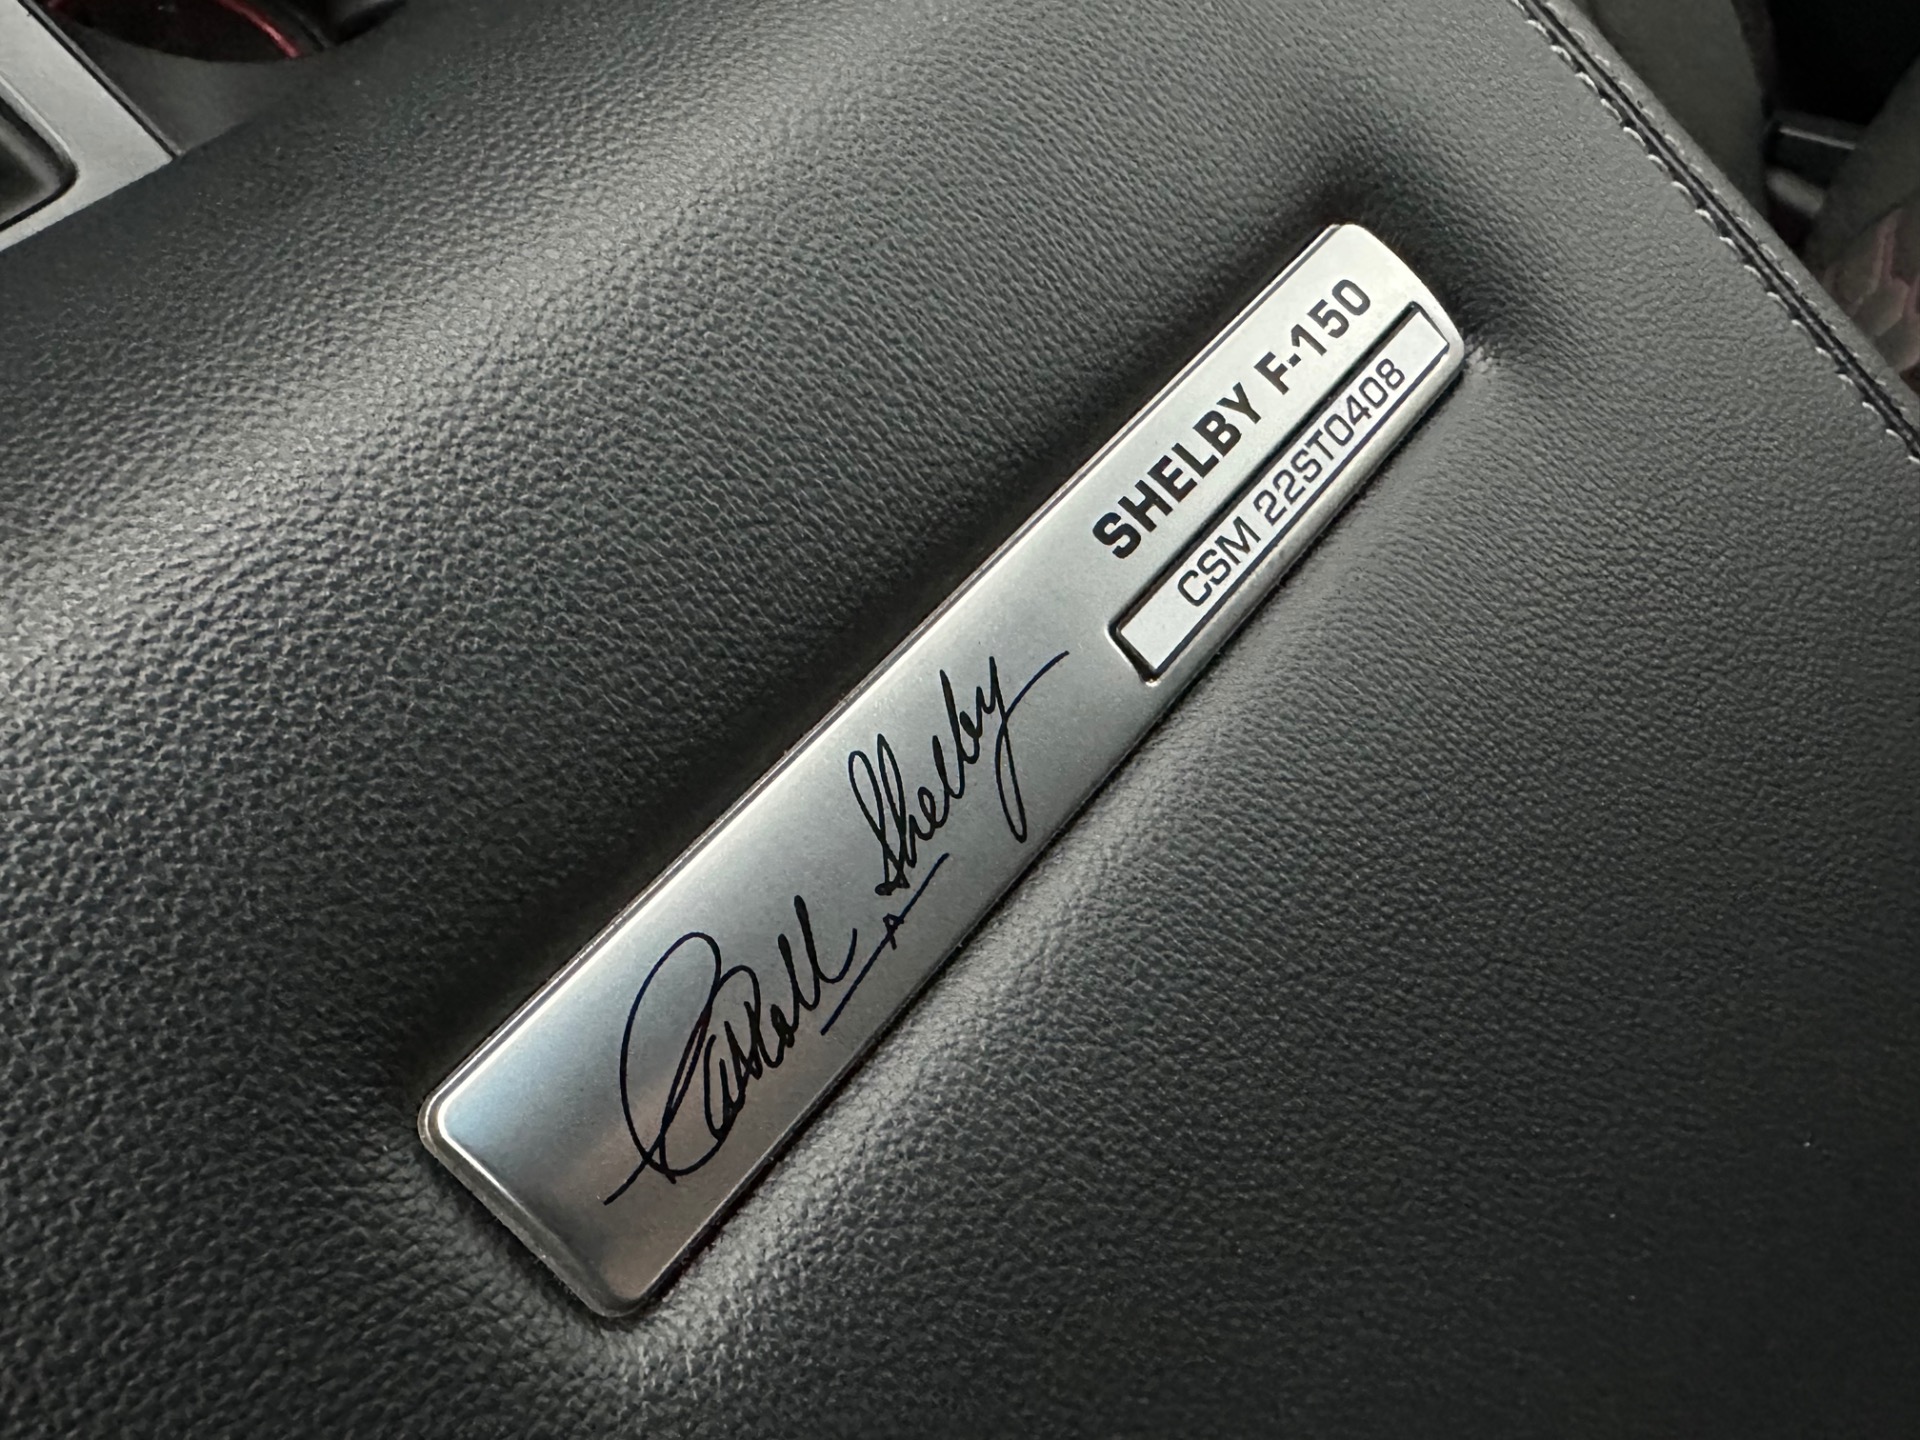 Carroll Shelby
SHELBY F-150
CSM 22ST0408